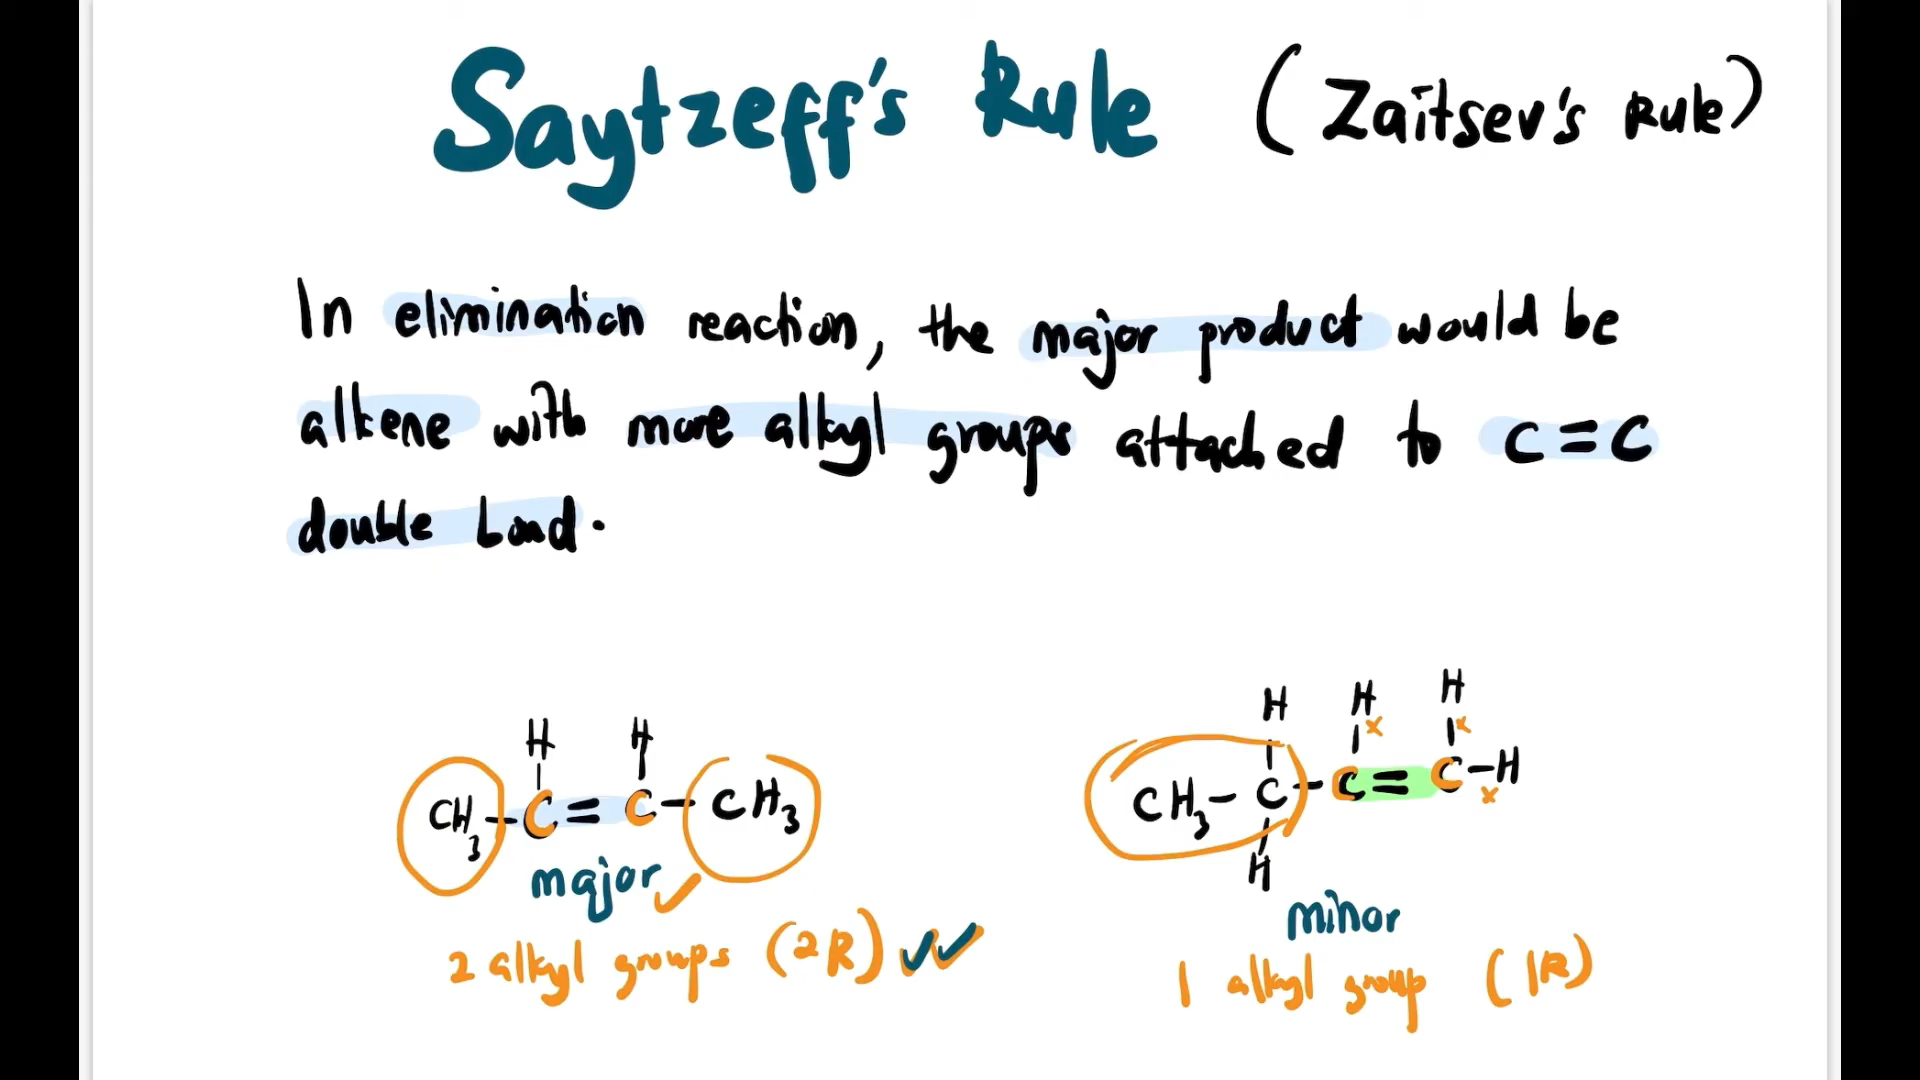 Saytzeff's Rule (Zaitsev's Rule)
In elimination reaction, the major product would be
alkene with more alkyl groups attached to C=C
double bond.
H H
CH3-C=C-CH3
major
2 alkyl groups (2R)
H H H
CH3-C-C=C-H
H
minor
1 alkyl group (1R)